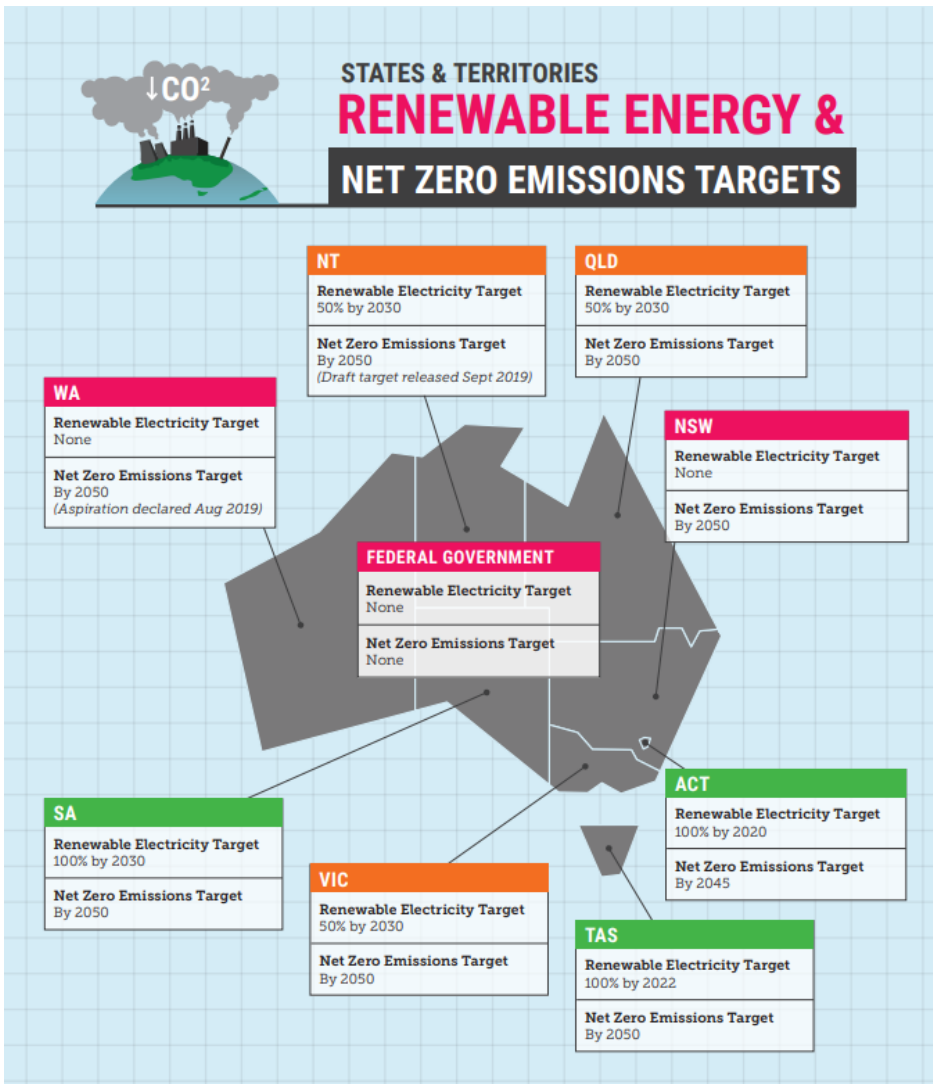 ↓CO²
STATES & TERRITORIES
RENEWABLE ENERGY &
NET ZERO EMISSIONS TARGETS
NT
Renewable Electricity Target
50% by 2030
Net Zero Emissions Target
By 2050
(Draft target released Sept 2019)
QLD
Renewable Electricity Target
50% by 2030
Net Zero Emissions Target
By 2050
WA
Renewable Electricity Target
None
Net Zero Emissions Target
By 2050
(Aspiration declared Aug 2019)
NSW
Renewable Electricity Target
None
Net Zero Emissions Target
By 2050
FEDERAL GOVERNMENT
Renewable Electricity Target
None
Net Zero Emissions Target
None
SA
Renewable Electricity Target
100% by 2030
Net Zero Emissions Target
By 2050
VIC
Renewable Electricity Target
50% by 2030
Net Zero Emissions Target
By 2050
ACT
Renewable Electricity Target
100% by 2020
Net Zero Emissions Target
By 2045
TAS
Renewable Electricity Target
100% by 2022
Net Zero Emissions Target
By 2050